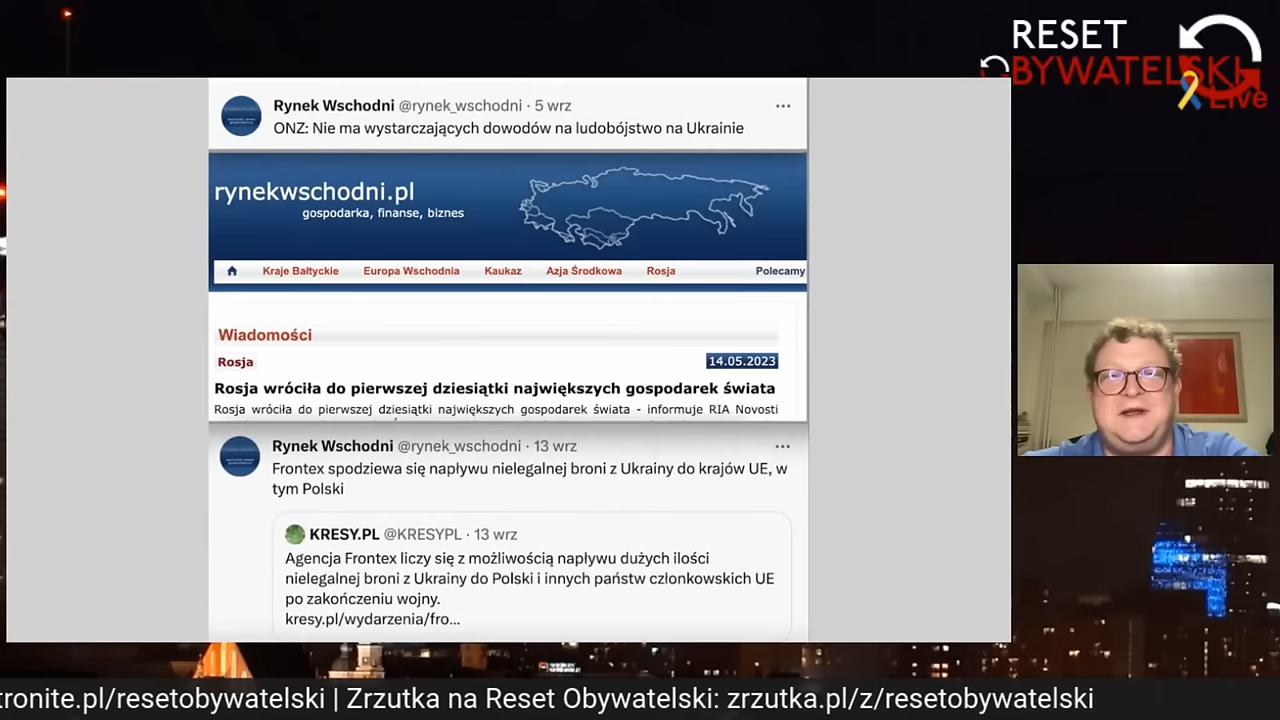 RESET
OBYWATELSKI
Live
Rynek Wschodni @rynek_wschodni · 5 wrz
ONZ: Nie ma wystarczających dowodów na ludobójstwo na Ukrainie
rynekwschodni.pl
gospodarka, finanse, biznes
Kraje Bałtyckie Europa Wschodnia Kaukaz Azja Środkowa Rosja Polecamy
Wiadomości
Rosja 14.05.2023
Rosja wróciła do pierwszej dziesiątki największych gospodarek świata
Rosja wróciła do pierwszej dziesiątki największych gospodarek świata - informuje RIA Novosti
Rynek Wschodni @rynek_wschodni · 13 wrz
Frontex spodziewa się napływu nielegalnej broni z Ukrainy do krajów UE, w
tym Polski
KRESY.PL @KRESYPL · 13 wrz
Agencja Frontex liczy się z możliwością napływu dużych ilości
nielegalnej broni z Ukrainy do Polski i innych państw członkowskich UE
po zakończeniu wojny.
kresy.pl/wydarzenia/fro...
tronite.pl/resetobywatelski | Zrzutka na Reset Obywatelski: zrzutka.pl/z/resetobywatelski